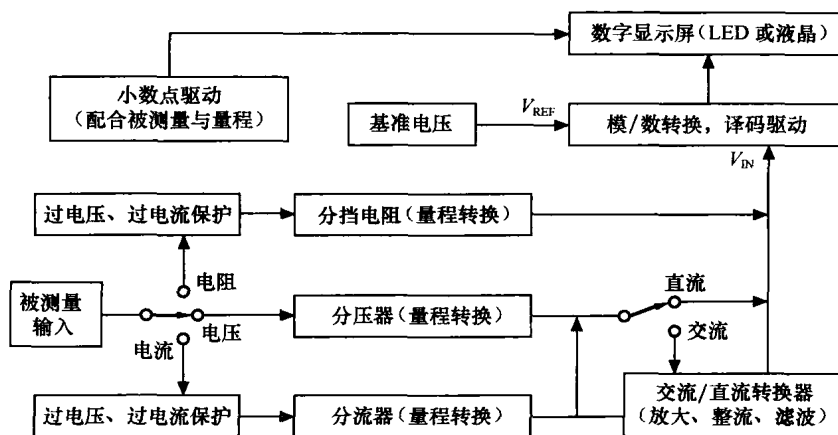 数字显示屏(LED 或液晶)
小数点驱动
(配合被测量与量程)
基准电压
V_REF
模/数转换,译码驱动
V_IN
过电压、过电流保护
分挡电阻(量程转换)
电阻
被测量
输入
电压
电流
分压器(量程转换)
直流
交流
过电压、过电流保护
分流器(量程转换)
交流/直流转换器
(放大、整流、滤波)